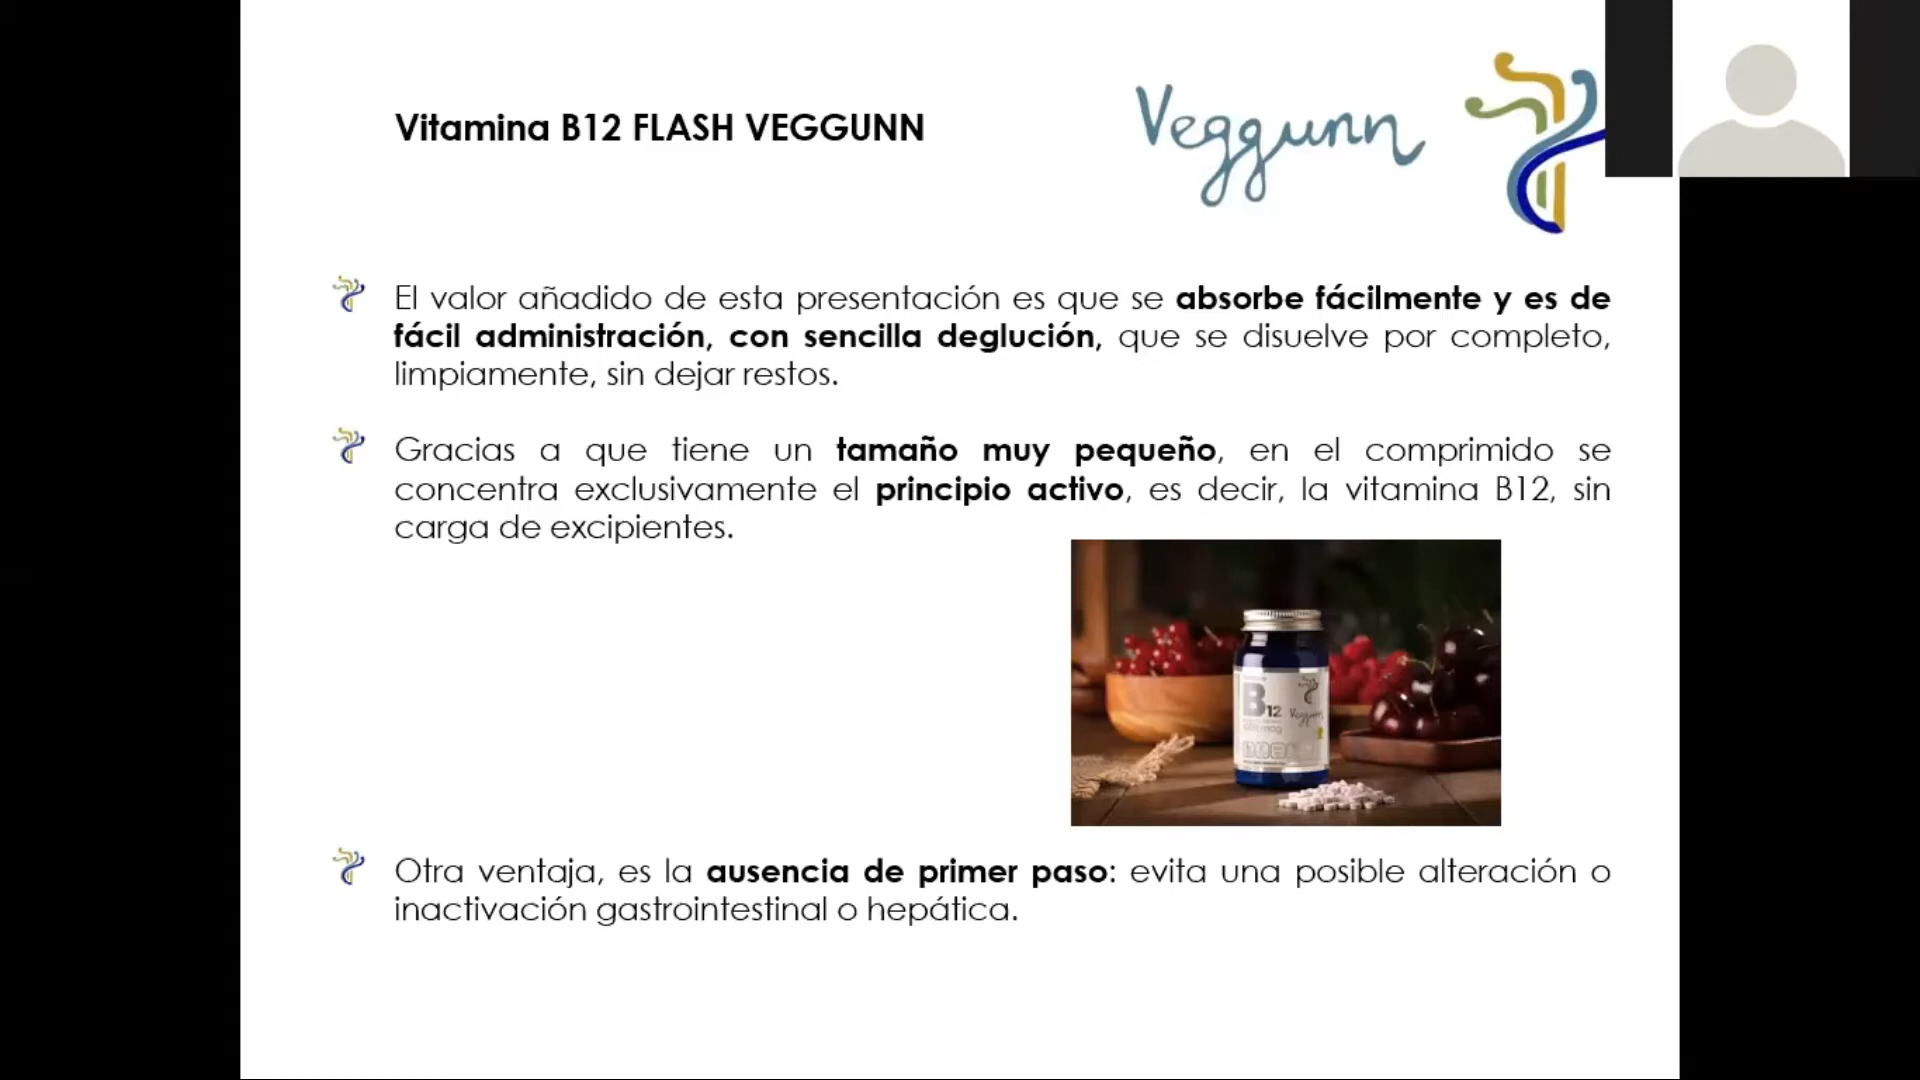 Vitamina B12 FLASH VEGGUNN
Veggunn
El valor añadido de esta presentación es que se absorbe fácilmente y es de
fácil administración, con sencilla deglución, que se disuelve por completo,
limpiamente, sin dejar restos.
Gracias a que tiene un tamaño muy pequeño, en el comprimido se
concentra exclusivamente el principio activo, es decir, la vitamina B12, sin
carga de excipientes.
B12
Veggunn
Otra ventaja, es la ausencia de primer paso: evita una posible alteración o
inactivación gastrointestinal o hepática.